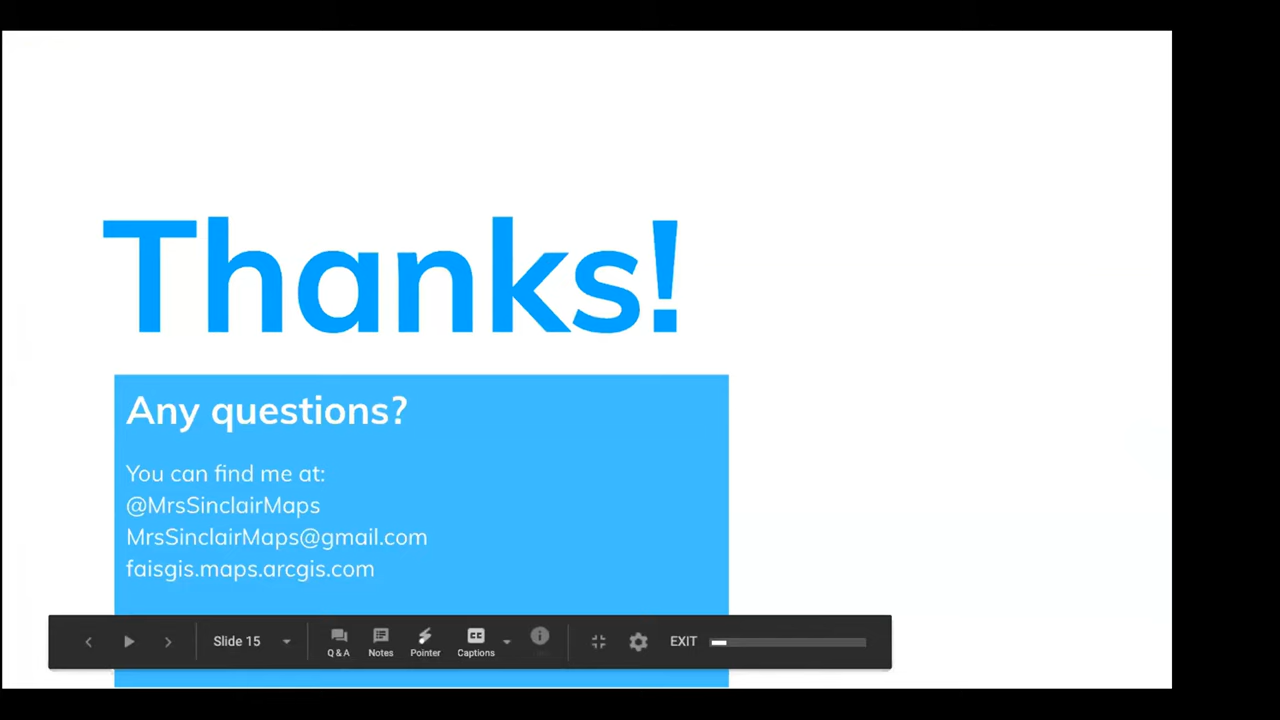 Thanks!
Any questions?
You can find me at:
@MrsSinclairMaps
MrsSinclairMaps@gmail.com
faisgis.maps.arcgis.com
Slide 15
Q & A
Notes
Pointer
CC
Captions
EXIT